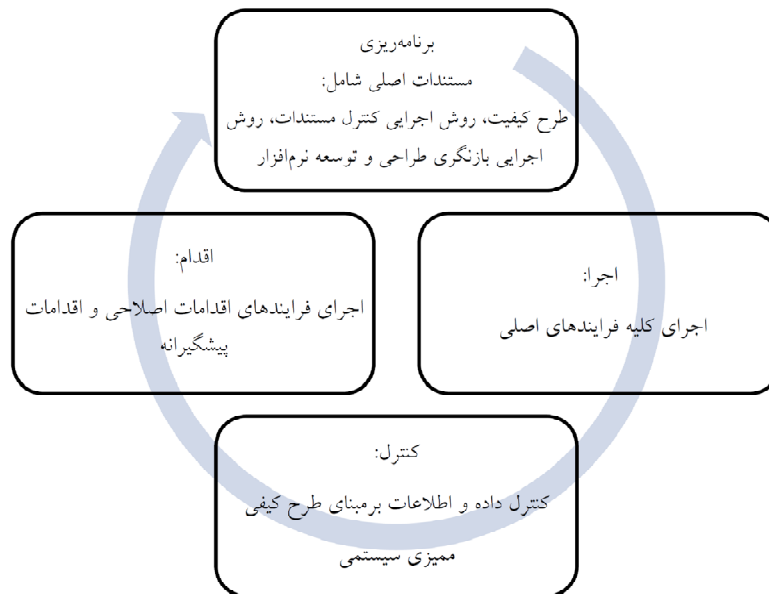 برنامه‌ریزی
مستندات اصلی شامل:
طرح کیفیت، روش اجرایی کنترل مستندات، روش
اجرایی بازنگری طراحی و توسعه نرم‌افزار
اجرا:
اجرای کلیه فرایندهای اصلی
کنترل:
کنترل داده و اطلاعات برمبنای طرح کیفی
ممیزی سیستمی
اقدام:
اجرای فرایندهای اقدامات اصلاحی و اقدامات
پیشگیرانه